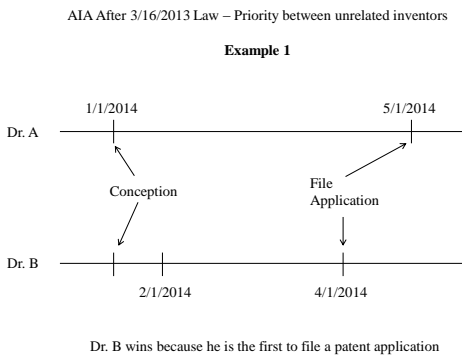 AIA After 3/16/2013 Law – Priority between unrelated inventors
Example 1
1/1/2014
5/1/2014
Dr. A
Conception
File
Application
Dr. B
2/1/2014
4/1/2014
Dr. B wins because he is the first to file a patent application